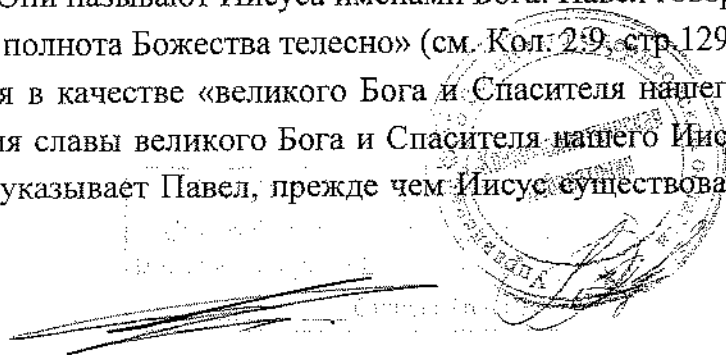 Они называют Иисуса именами Бога. Павел говор
полнота Божества телесно» (см. Кол. 2:9, стр.129
я в качестве «великого Бога и Спасителя нашег
ия славы великого Бога и Спасителя нашего Иис
указывает Павел, прежде чем Иисус существова